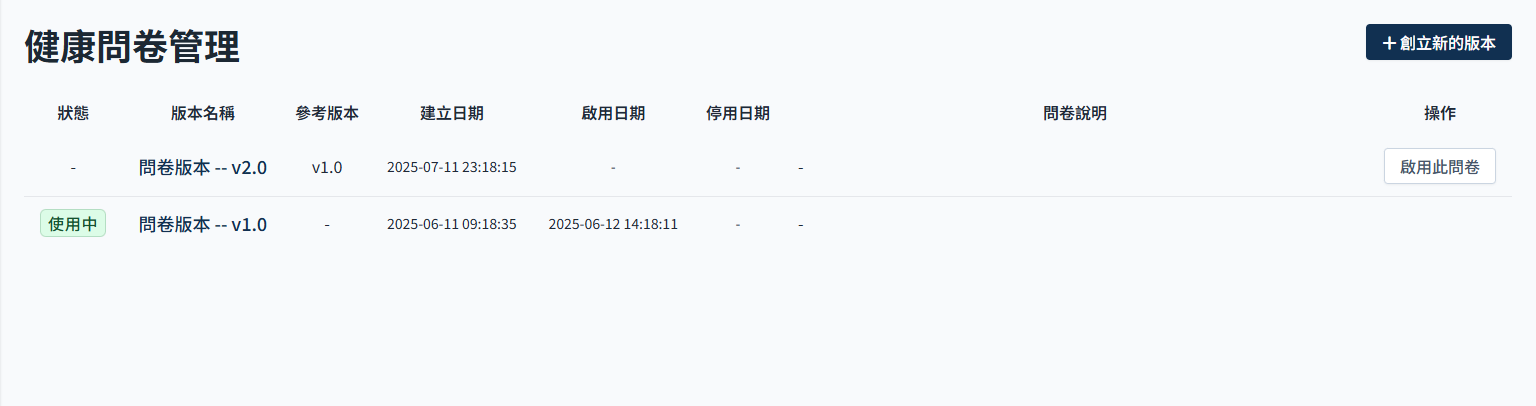 健康問卷管理
＋創立新的版本
狀態 版本名稱 參考版本 建立日期 啟用日期 停用日期 問卷說明 操作
- 問卷版本 -- v2.0 v1.0 2025-07-11 23:18:15 - - - 啟用此問卷
使用中 問卷版本 -- v1.0 - 2025-06-11 09:18:35 2025-06-12 14:18:11 - -